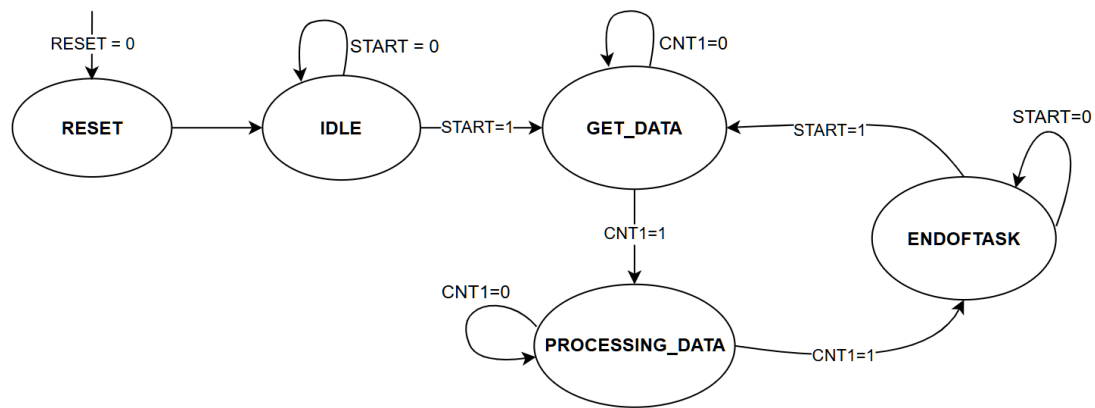 RESET = 0
START = 0
CNT1=0
RESET
IDLE
START=1
GET_DATA
START=1
START=0
CNT1=1
ENDOFTASK
CNT1=0
PROCESSING_DATA
CNT1=1